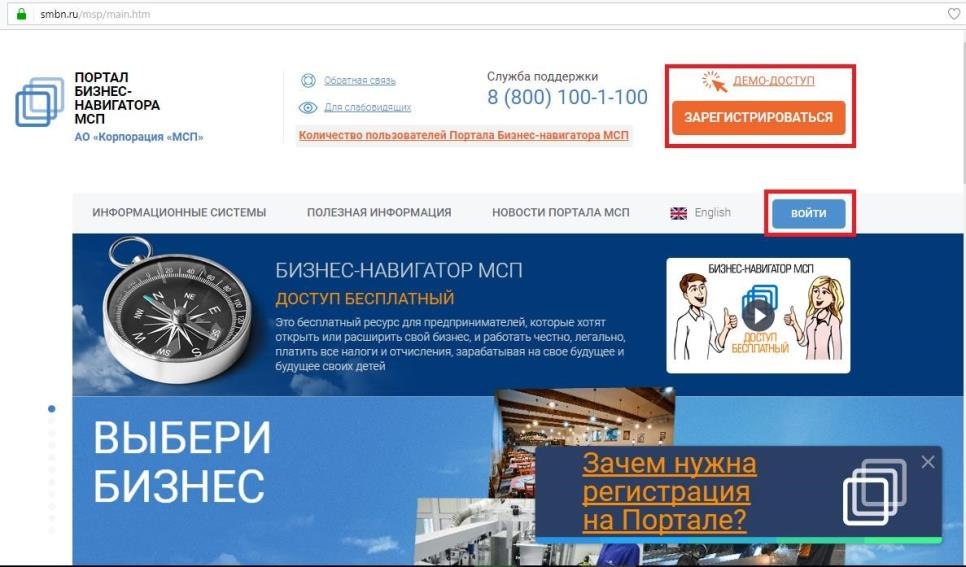 smbn.ru/msp/main.htm
ПОРТАЛ
БИЗНЕС-
НАВИГАТОРА
МСП
АО «Корпорация «МСП»
Обратная связь
Для слабовидящих
Количество пользователей Портала Бизнес-навигатора МСП
Служба поддержки
8 (800) 100-1-100
ДЕМО-ДОСТУП
ЗАРЕГИСТРИРОВАТЬСЯ
ИНФОРМАЦИОННЫЕ СИСТЕМЫ
ПОЛЕЗНАЯ ИНФОРМАЦИЯ
НОВОСТИ ПОРТАЛА МСП
English
ВОЙТИ
БИЗНЕС-НАВИГАТОР МСП
ДОСТУП БЕСПЛАТНЫЙ
Это бесплатный ресурс для предпринимателей, которые хотят
открыть или расширить свой бизнес, и работать честно, легально,
платить все налоги и отчисления, зарабатывая на свое будущее и
будущее своих детей
БИЗНЕС-НАВИГАТОР МСП
ДОСТУП
БЕСПЛАТНЫЙ
ВЫБЕРИ
БИЗНЕС
Зачем нужна
регистрация
на Портале?